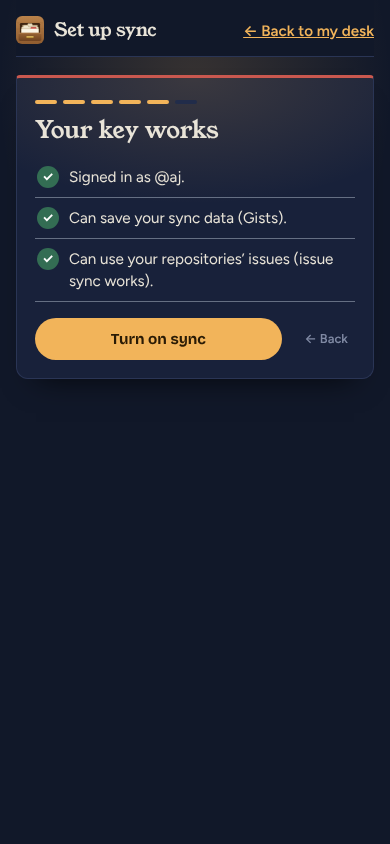 Set up sync
← Back to my desk
Your key works
Signed in as @aj.
Can save your sync data (Gists).
Can use your repositories’ issues (issue
sync works).
Turn on sync
← Back